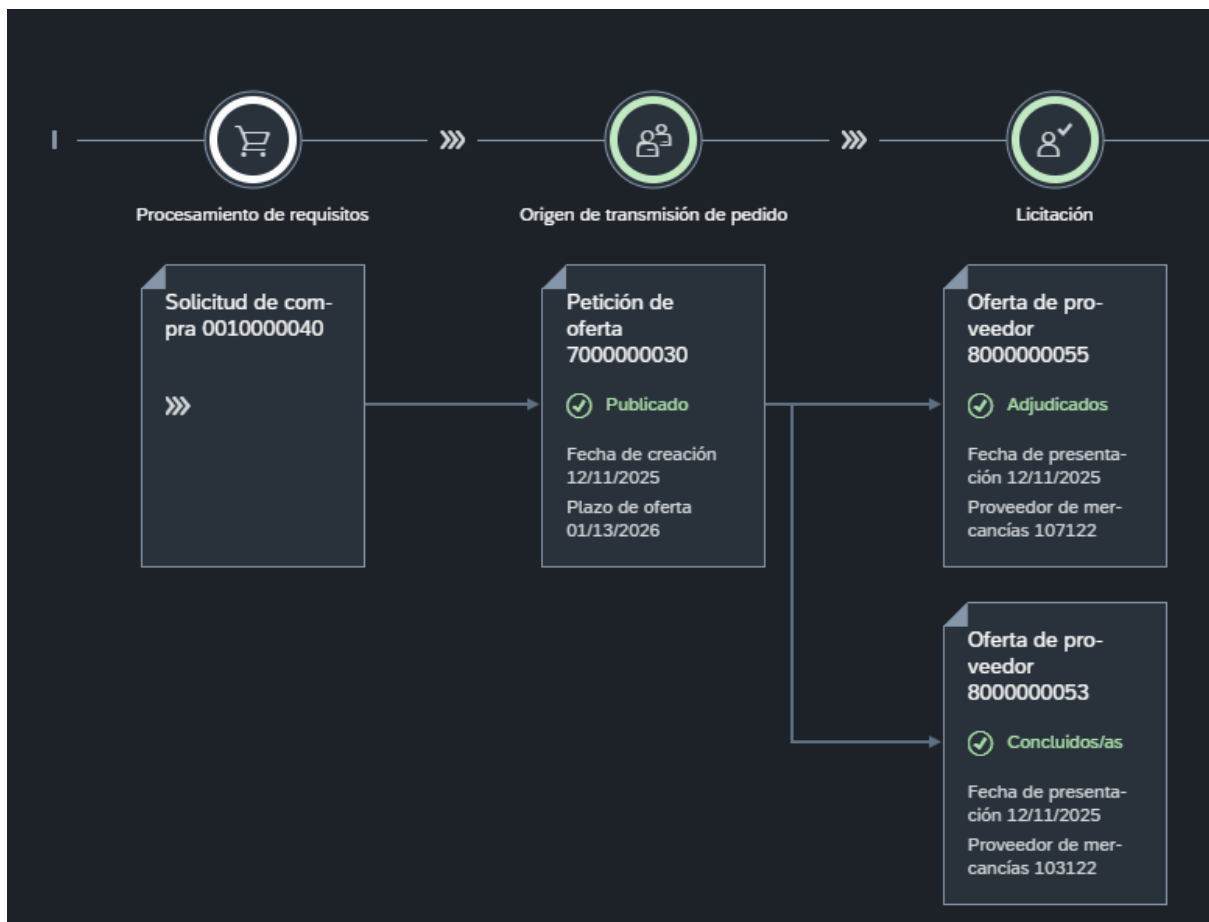 Procesamiento de requisitos
Origen de transmisión de pedido
Licitación
Solicitud de com-
pra 0010000040
Petición de
oferta
7000000030
Publicado
Fecha de creación
12/11/2025
Plazo de oferta
01/13/2026
Oferta de pro-
veedor
8000000055
Adjudicados
Fecha de presenta-
ción 12/11/2025
Proveedor de mer-
cancías 107122
Oferta de pro-
veedor
8000000053
Concluidos/as
Fecha de presenta-
ción 12/11/2025
Proveedor de mer-
cancías 103122